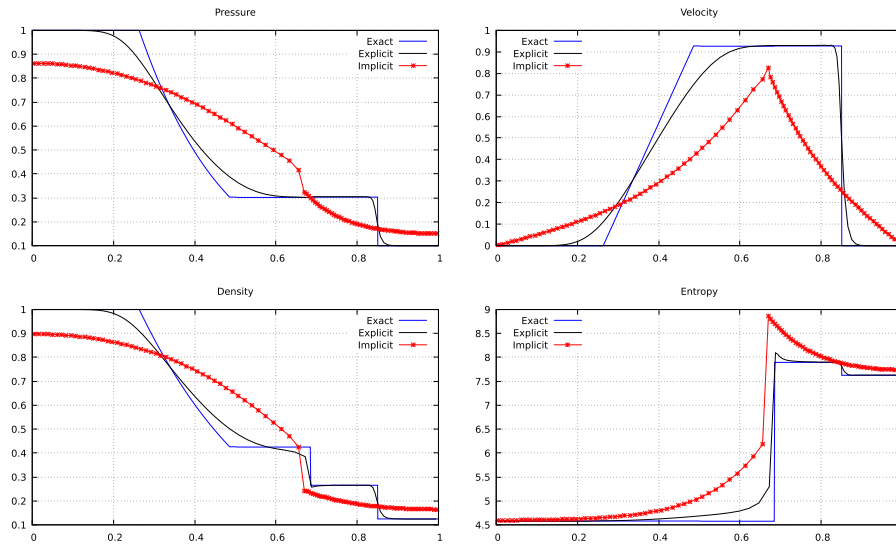 Pressure
1
0.9
0.8
0.7
0.6
0.5
0.4
0.3
0.2
0.1
0 0.2 0.4 0.6 0.8 1
Exact
Explicit
Implicit
Velocity
1
0.9
0.8
0.7
0.6
0.5
0.4
0.3
0.2
0.1
0
0 0.2 0.4 0.6 0.8
Exact
Explicit
Implicit
Density
1
0.9
0.8
0.7
0.6
0.5
0.4
0.3
0.2
0.1
0 0.2 0.4 0.6 0.8 1
Exact
Explicit
Implicit
Entropy
9
8.5
8
7.5
7
6.5
6
5.5
5
4.5
0 0.2 0.4 0.6 0.8
Exact
Explicit
Implicit